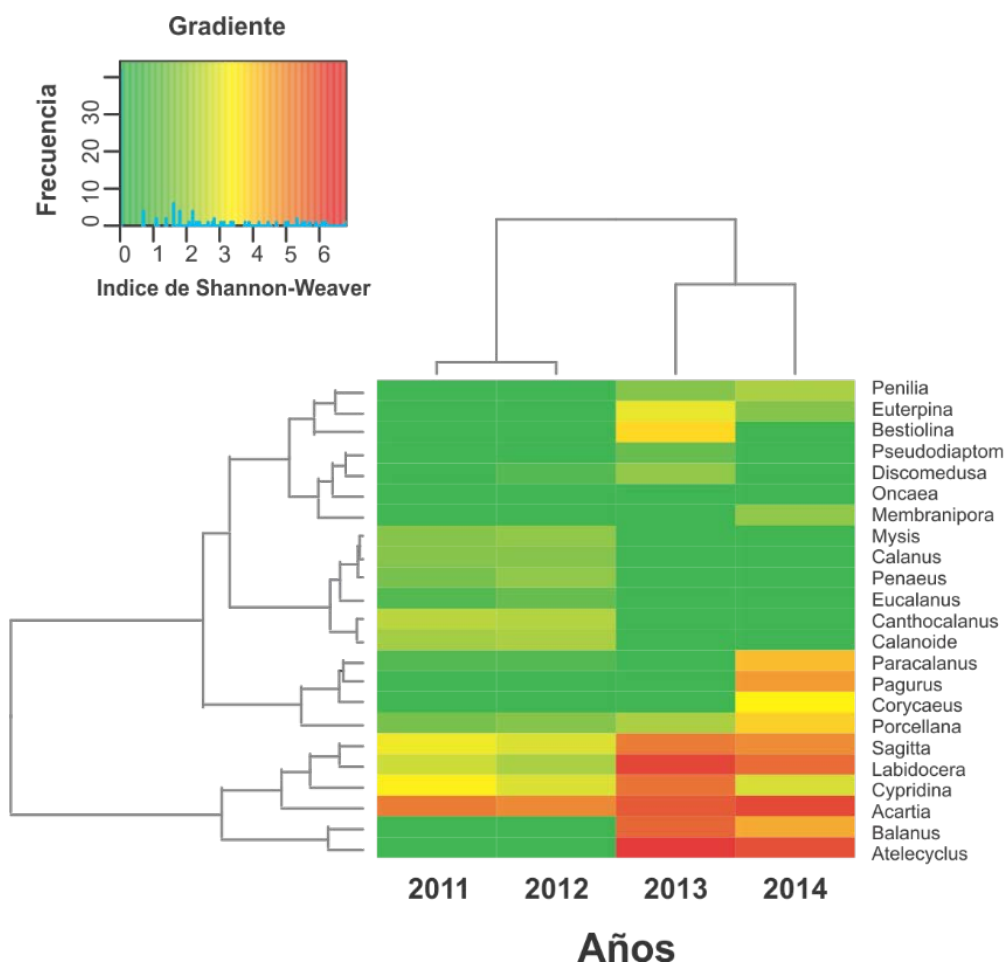 Gradiente
Frecuencia
0 10 20 30
0 1 2 3 4 5 6
Indice de Shannon-Weaver
Penilia
Euterpina
Bestiolina
Pseudodiaptom
Discomedusa
Oncaea
Membranipora
Mysis
Calanus
Penaeus
Eucalanus
Canthocalanus
Calanoide
Paracalanus
Pagurus
Corycaeus
Porcellana
Sagitta
Labidocera
Cypridina
Acartia
Balanus
Atelecyclus
2011 2012 2013 2014
Años